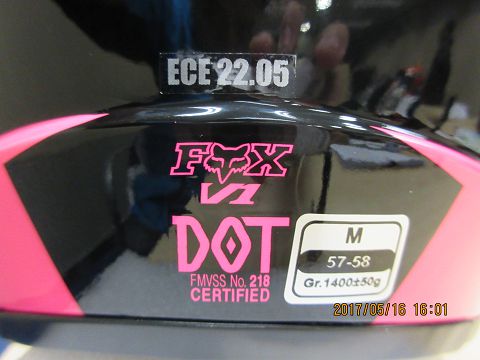 ECE 22.05
FOX
V1
DOT
FMVSS No. 218
CERTIFIED
M
57-58
Gr.1400±50g
2017/05/16 16:01